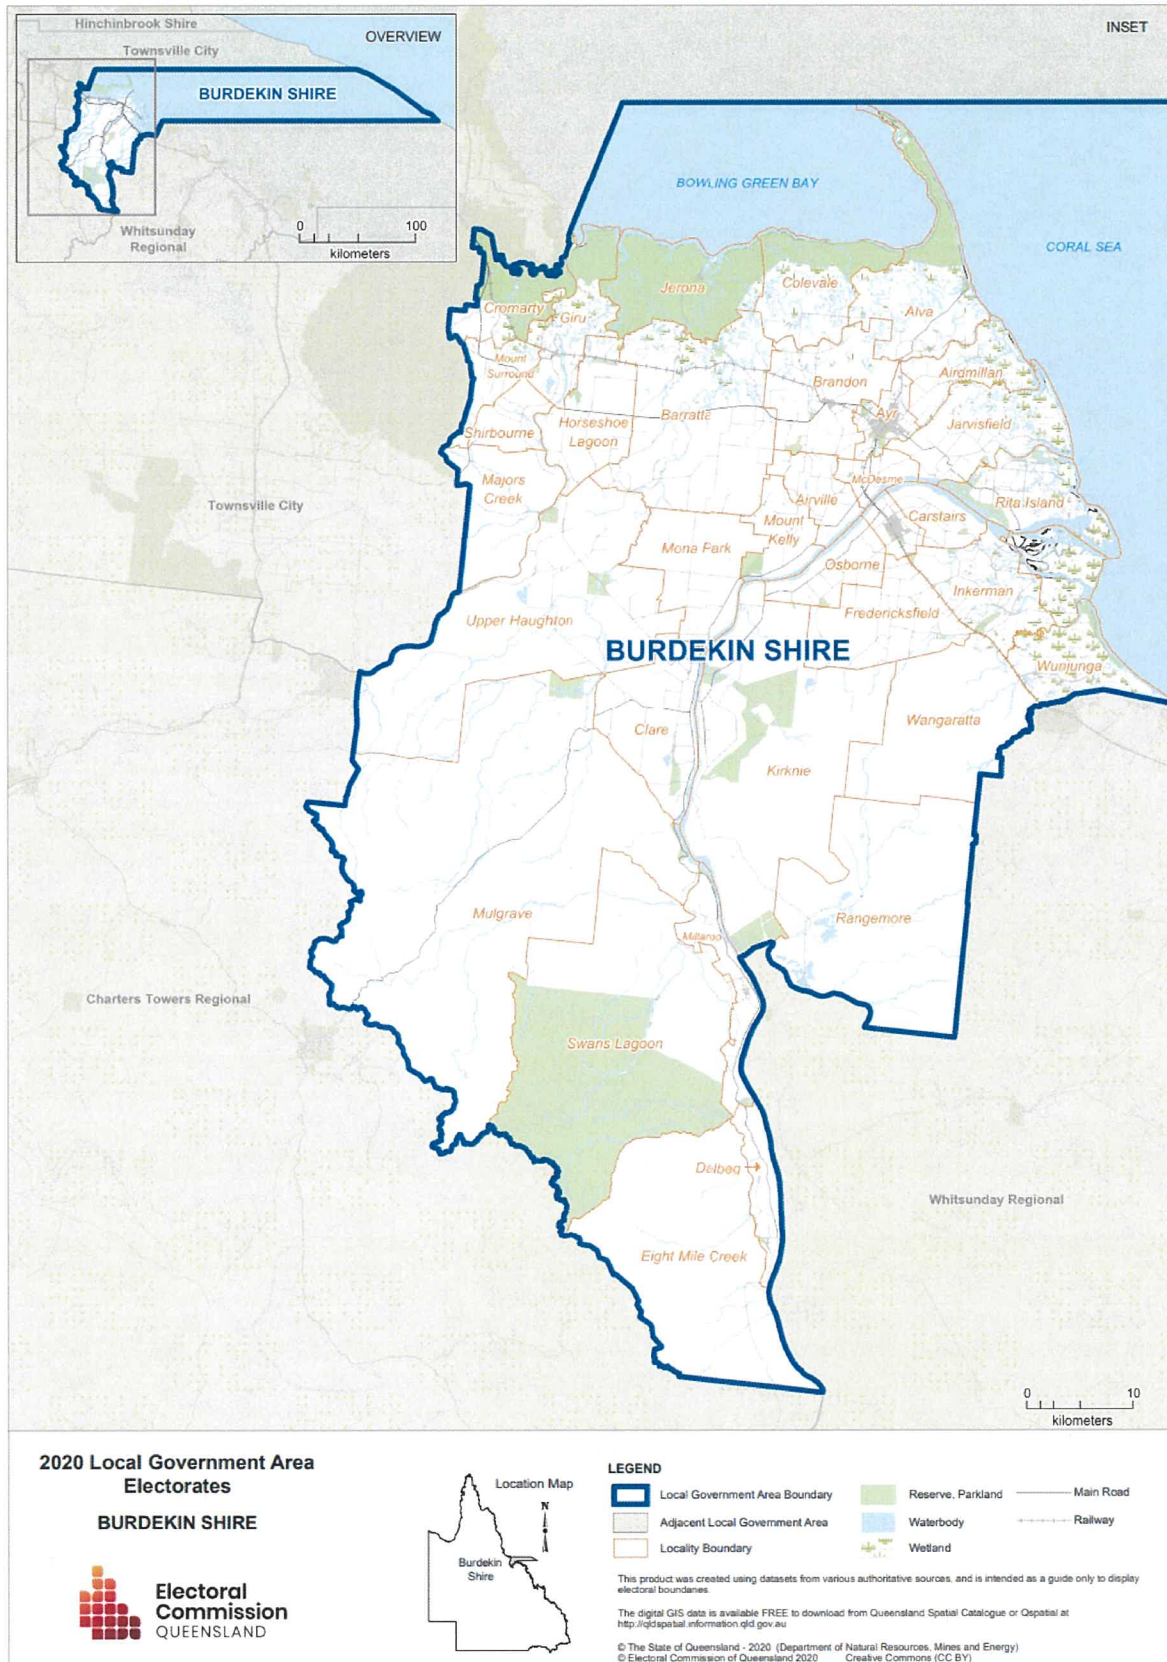 Hinchinbrook Shire
OVERVIEW
Townsville City
BURDEKIN SHIRE
Whitsunday
Regional
0 100
kilometers
INSET
BOWLING GREEN BAY
CORAL SEA
Jerona
Colevale
Cromarty
Giru
Alva
Mount
Surround
Brandon
Airdmillan
Barratta
Ayr
Shirbourne
Horseshoe
Lagoon
Jarvisfield
Majors
Creek
McDesme
Airville
Rita Island
Carstairs
Mount
Kelly
Townsville City
Mona Park
Osborne
Inkerman
Fredericksfield
Upper Haughton
BURDEKIN SHIRE
Wunjunga
Wangaratta
Clare
Kirknie
Mulgrave
Rangemore
Millaroo
Charters Towers Regional
Swans Lagoon
Dalbeg
Whitsunday Regional
Eight Mile Creek
0 10
kilometers
2020 Local Government Area
Electorates
BURDEKIN SHIRE
Electoral
Commission
QUEENSLAND
Location Map
N
Burdekin
Shire
LEGEND
Local Government Area Boundary
Adjacent Local Government Area
Locality Boundary
Reserve, Parkland
Waterbody
Wetland
Main Road
Railway
This product was created using datasets from various authoritative sources, and is intended as a guide only to display
electoral boundaries.
The digital GIS data is available FREE to download from Queensland Spatial Catalogue or Qspatial at
http://qldspatial.information.qld.gov.au
© The State of Queensland - 2020 (Department of Natural Resources, Mines and Energy)
© Electoral Commission of Queensland 2020 Creative Commons (CC BY)